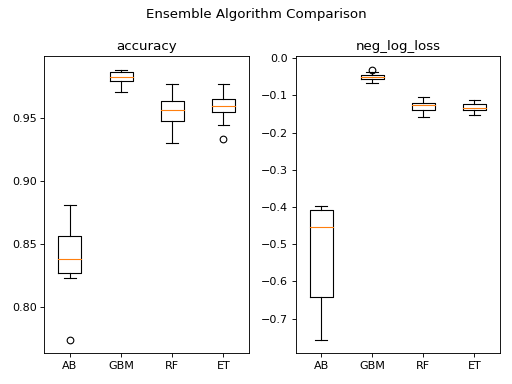 Ensemble Algorithm Comparison
accuracy
0.95
0.90
0.85
0.80
AB GBM RF ET
neg_log_loss
0.0
−0.1
−0.2
−0.3
−0.4
−0.5
−0.6
−0.7
AB GBM RF ET